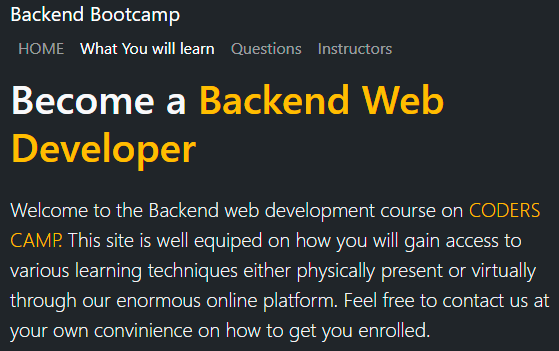 Backend Bootcamp
HOME What You will learn Questions Instructors
Become a Backend Web
Developer
Welcome to the Backend web development course on CODERS
CAMP. This site is well equiped on how you will gain access to
various learning techniques either physically present or virtually
through our enormous online platform. Feel free to contact us at
your own convinience on how to get you enrolled.